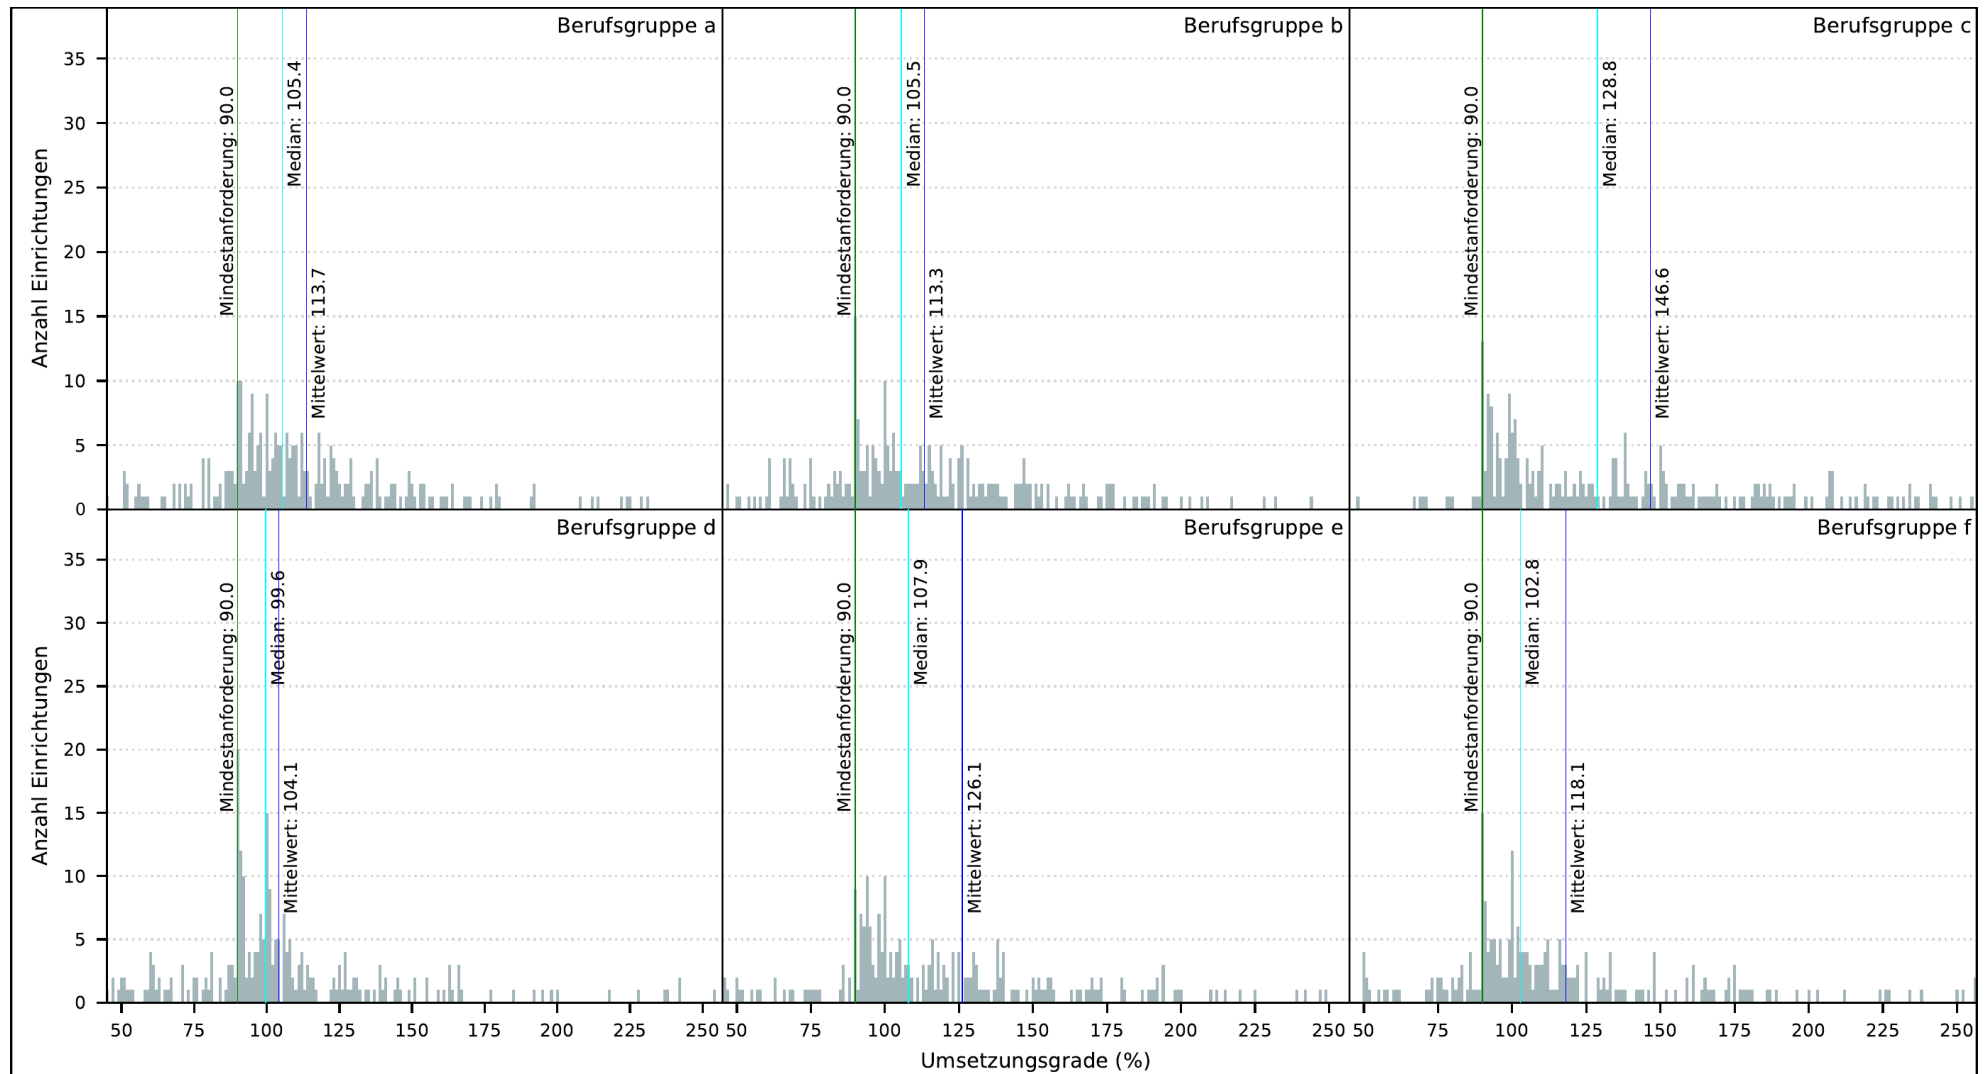 Berufsgruppe a
Berufsgruppe b
Berufsgruppe c
Anzahl Einrichtungen
35
30
25
20
15
10
5
0
Mindestanforderung: 90.0
Median: 105.4
Mittelwert: 113.7
Mindestanforderung: 90.0
Median: 105.5
Mittelwert: 113.3
Mindestanforderung: 90.0
Median: 128.8
Mittelwert: 146.6
Berufsgruppe d
Berufsgruppe e
Berufsgruppe f
Anzahl Einrichtungen
35
30
25
20
15
10
5
0
Mindestanforderung: 90.0
Median: 99.6
Mittelwert: 104.1
Mindestanforderung: 90.0
Median: 107.9
Mittelwert: 126.1
Mindestanforderung: 90.0
Median: 102.8
Mittelwert: 118.1
50 75 100 125 150 175 200 225 250 50 75 100 125 150 175 200 225 250 50 75 100 125 150 175 200 225 250
Umsetzungsgrade (%)